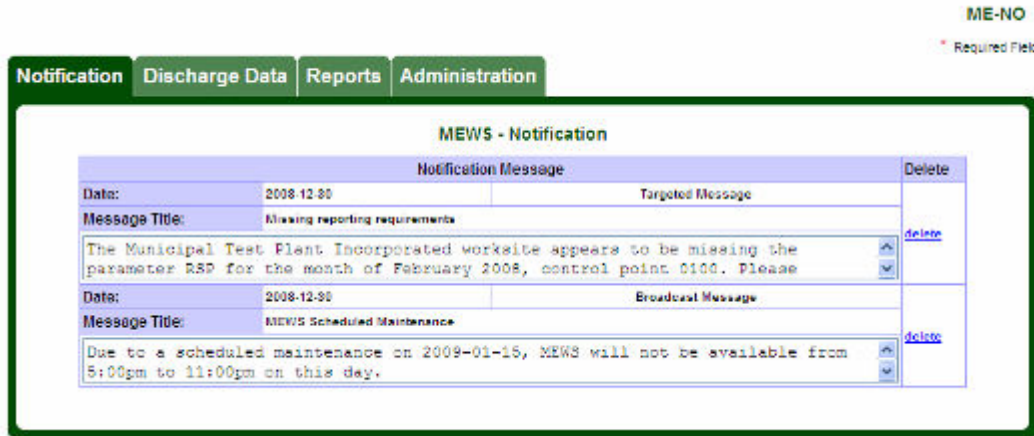 ME-NO
* Required Field
Notification Discharge Data Reports Administration
MEWS - Notification
Notification Message Delete
Date: 2008-12-30 Targeted Message
Message Title: Missing reporting requirements
delete
The Municipal Test Plant Incorporated worksite appears to be missing the
parameter RSP for the month of February 2008, control point 0100. Please
Date: 2008-12-30 Broadcast Message
Message Title: MEWS Scheduled Maintenance
delete
Due to a scheduled maintenance on 2009-01-15, MEWS will not be available from
5:00pm to 11:00pm on this day.